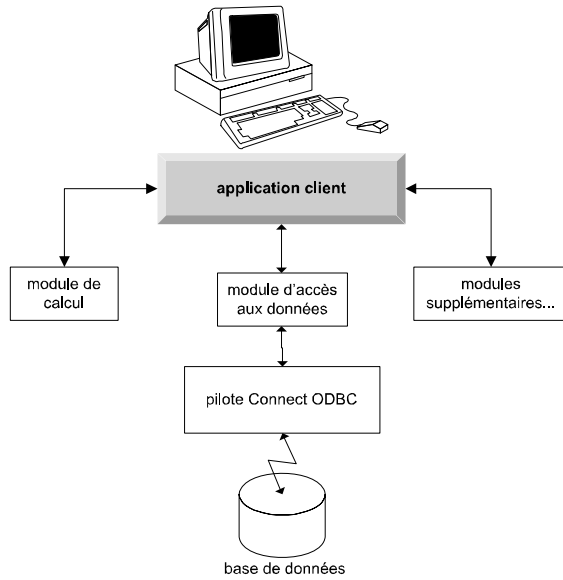 application client
module de
calcul
module d'accès
aux données
modules
supplémentaires...
pilote Connect ODBC
base de données